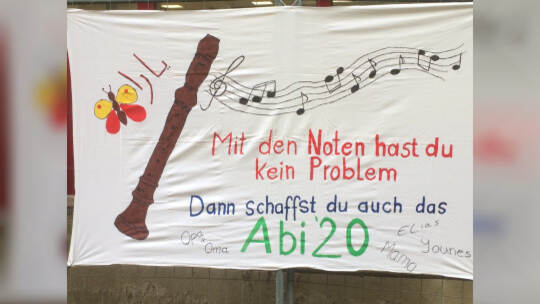 يارا
Mit den Noten hast du
kein Problem
Dann schaffst du auch das
Abi'20
Opa
Oma
Mama
Elias
Younes